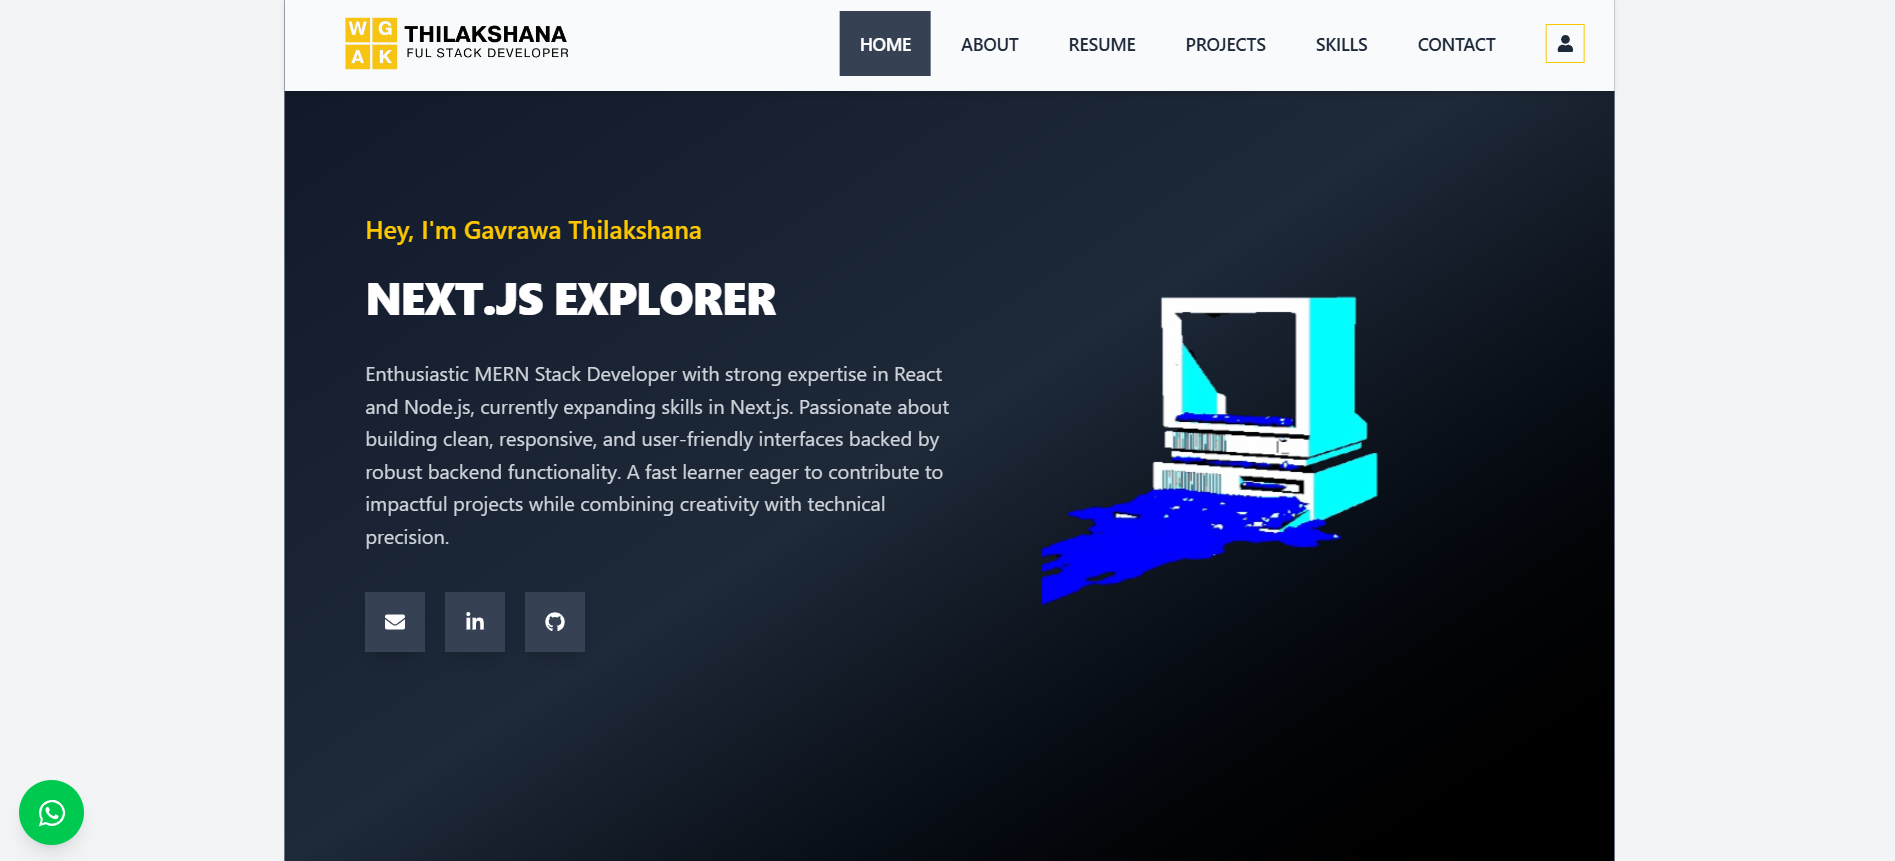 WG
AK
THILAKSHANA
FUL STACK DEVELOPER
HOME ABOUT RESUME PROJECTS SKILLS CONTACT
Hey, I'm Gavrawa Thilakshana
NEXT.JS EXPLORER
Enthusiastic MERN Stack Developer with strong expertise in React
and Node.js, currently expanding skills in Next.js. Passionate about
building clean, responsive, and user-friendly interfaces backed by
robust backend functionality. A fast learner eager to contribute to
impactful projects while combining creativity with technical
precision.
in